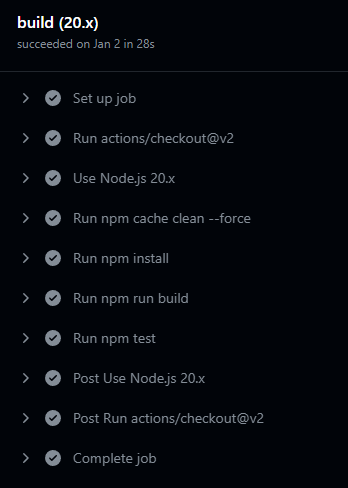 build (20.x)
succeeded on Jan 2 in 28s
Set up job
Run actions/checkout@v2
Use Node.js 20.x
Run npm cache clean --force
Run npm install
Run npm run build
Run npm test
Post Use Node.js 20.x
Post Run actions/checkout@v2
Complete job